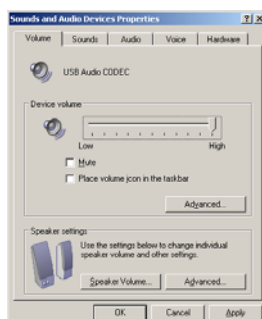 Sounds and Audio Devices Properties
Volume Sounds Audio Voice Hardware
USB Audio CODEC
Device volume
Low High
Mute
Place volume icon in the taskbar
Advanced...
Speaker settings
Use the settings below to change individual
speaker volume and other settings.
Speaker Volume... Advanced...
OK Cancel Apply